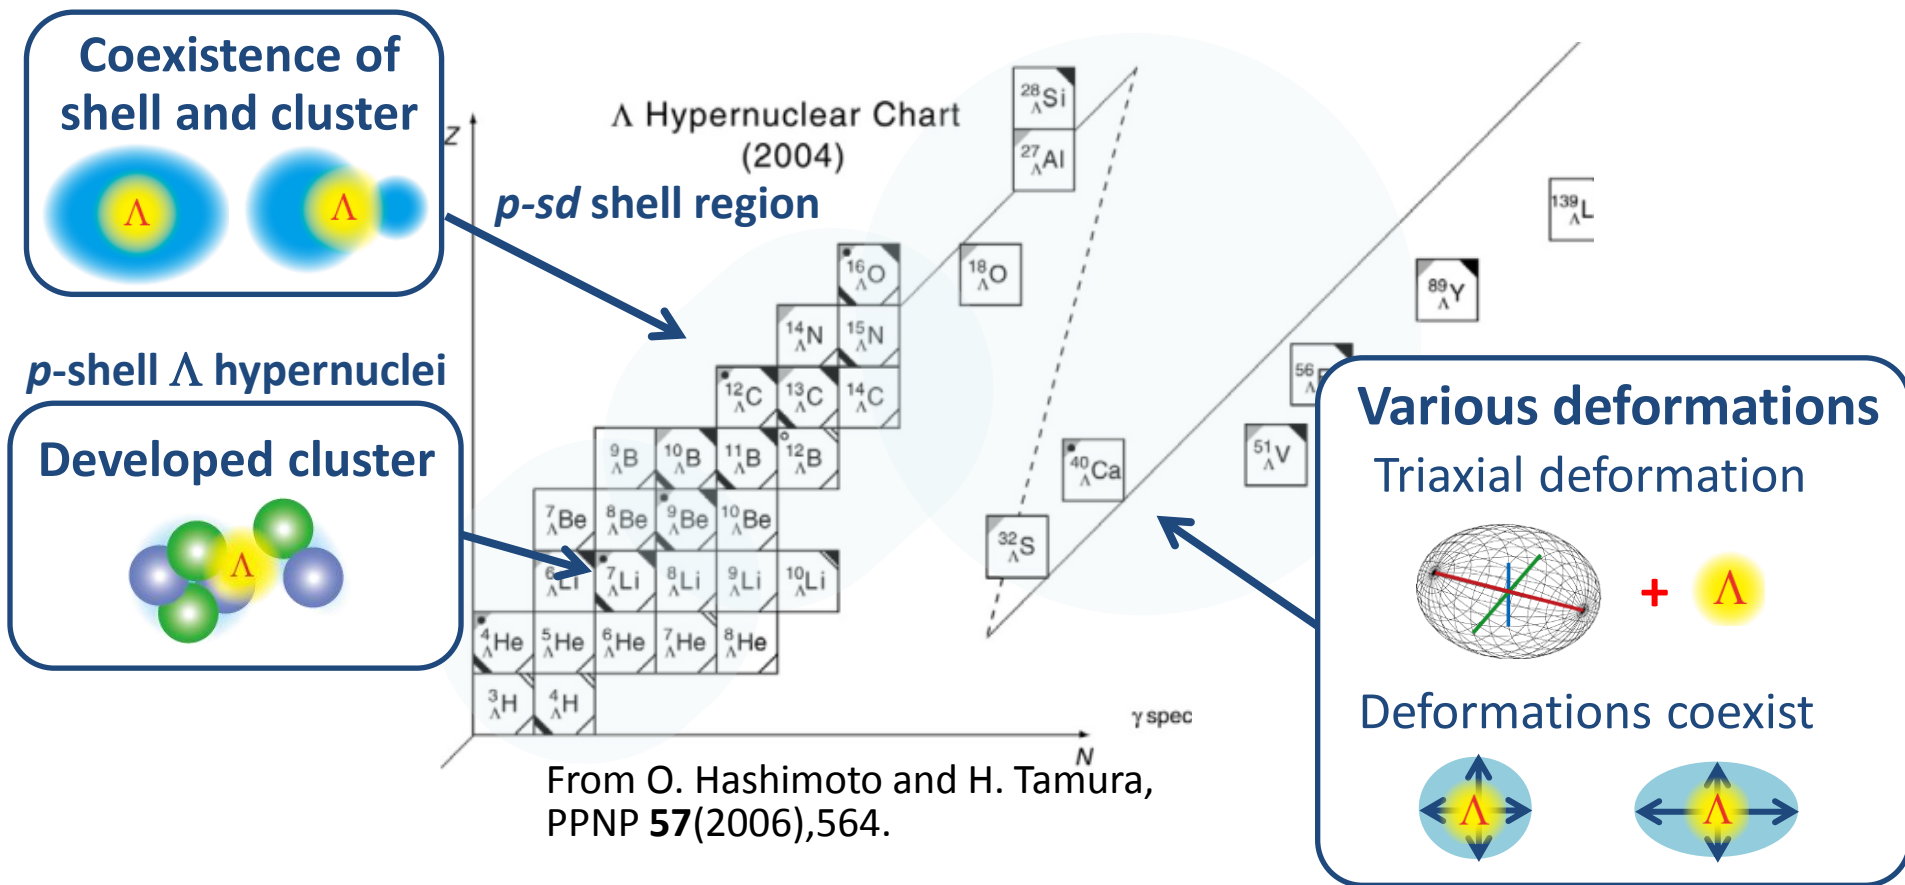 Coexistence of
shell and cluster
Λ Λ
p-shell Λ hypernuclei
Developed cluster
Λ
Z
Λ Hypernuclear Chart
(2004)
p-sd shell region
28ΛSi
27ΛAl
139ΛL
16ΛO 18ΛO 89ΛY
14ΛN 15ΛN
12ΛC 13ΛC 14ΛC 56Λ
9ΛB 10ΛB 11ΛB 12ΛB 40ΛCa 51ΛV
7ΛBe 8ΛBe 9ΛBe 10ΛBe 32ΛS
6ΛLi 7ΛLi 8ΛLi 9ΛLi 10ΛLi
4ΛHe 5ΛHe 6ΛHe 7ΛHe 8ΛHe
3ΛH 4ΛH
γ spec
N
From O. Hashimoto and H. Tamura,
PPNP 57(2006),564.
Various deformations
Triaxial deformation
+ Λ
Deformations coexist
Λ Λ